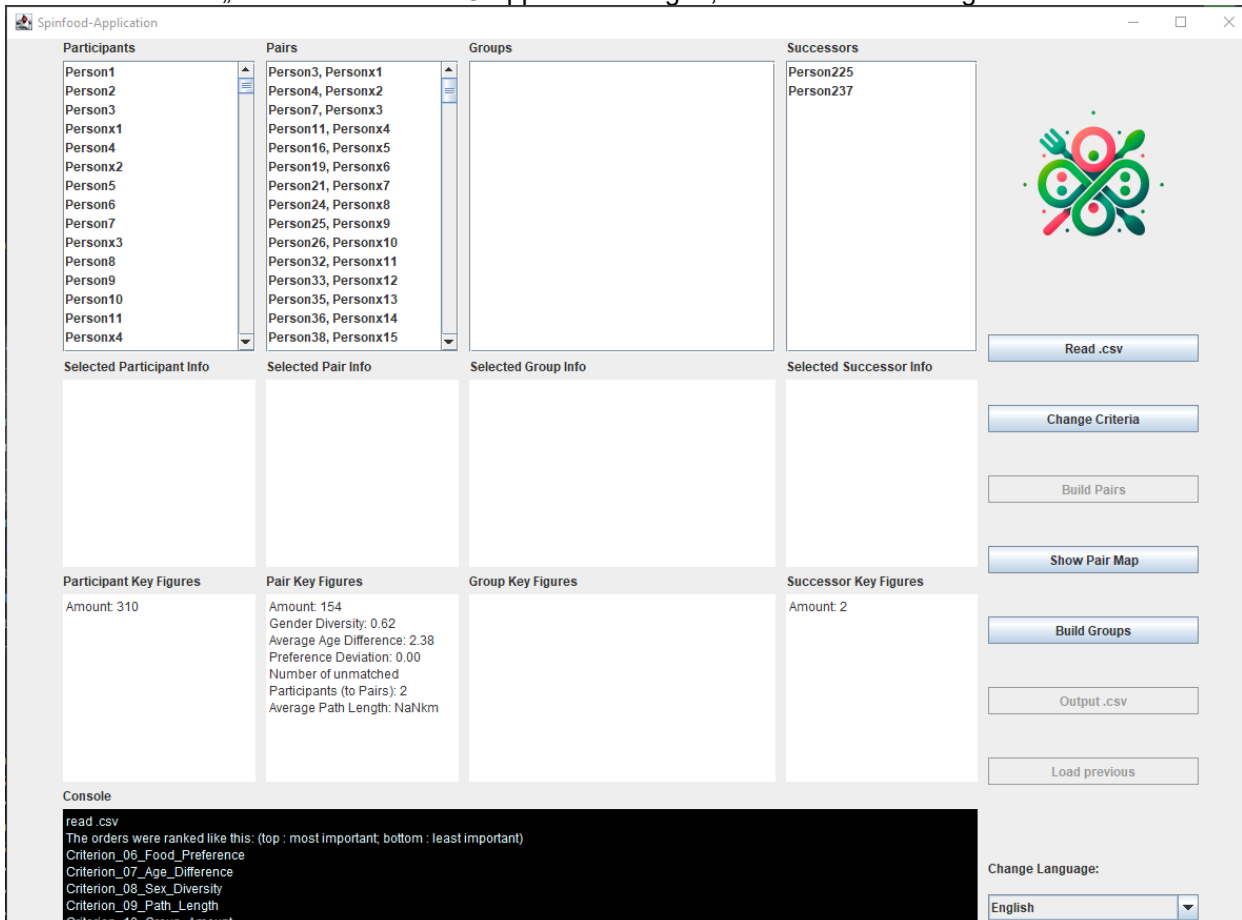 Spinfood-Application
Participants
Person1
Person2
Person3
Personx1
Person4
Personx2
Person5
Person6
Person7
Personx3
Person8
Person9
Person10
Person11
Personx4
Pairs
Person3, Personx1
Person4, Personx2
Person7, Personx3
Person11, Personx4
Person16, Personx5
Person19, Personx6
Person21, Personx7
Person24, Personx8
Person25, Personx9
Person26, Personx10
Person32, Personx11
Person33, Personx12
Person35, Personx13
Person36, Personx14
Person38, Personx15
Groups
Successors
Person225
Person237
Selected Participant Info
Selected Pair Info
Selected Group Info
Selected Successor Info
Participant Key Figures
Amount: 310
Pair Key Figures
Amount: 154
Gender Diversity: 0.62
Average Age Difference: 2.38
Preference Deviation: 0.00
Number of unmatched
Participants (to Pairs): 2
Average Path Length: NaNkm
Group Key Figures
Successor Key Figures
Amount: 2
Read .csv
Change Criteria
Build Pairs
Show Pair Map
Build Groups
Output .csv
Load previous
Console
read .csv
The orders were ranked like this: (top : most important; bottom : least important)
Criterion_06_Food_Preference
Criterion_07_Age_Difference
Criterion_08_Sex_Diversity
Criterion_09_Path_Length
Change Language:
English